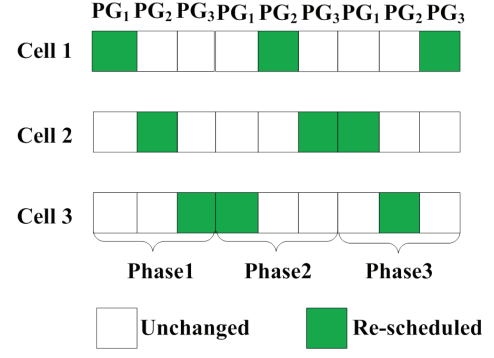 PG₁ PG₂ PG₃ PG₁ PG₂ PG₃ PG₁ PG₂ PG₃
Cell 1
Cell 2
Cell 3
Phase1 Phase2 Phase3
Unchanged Re-scheduled